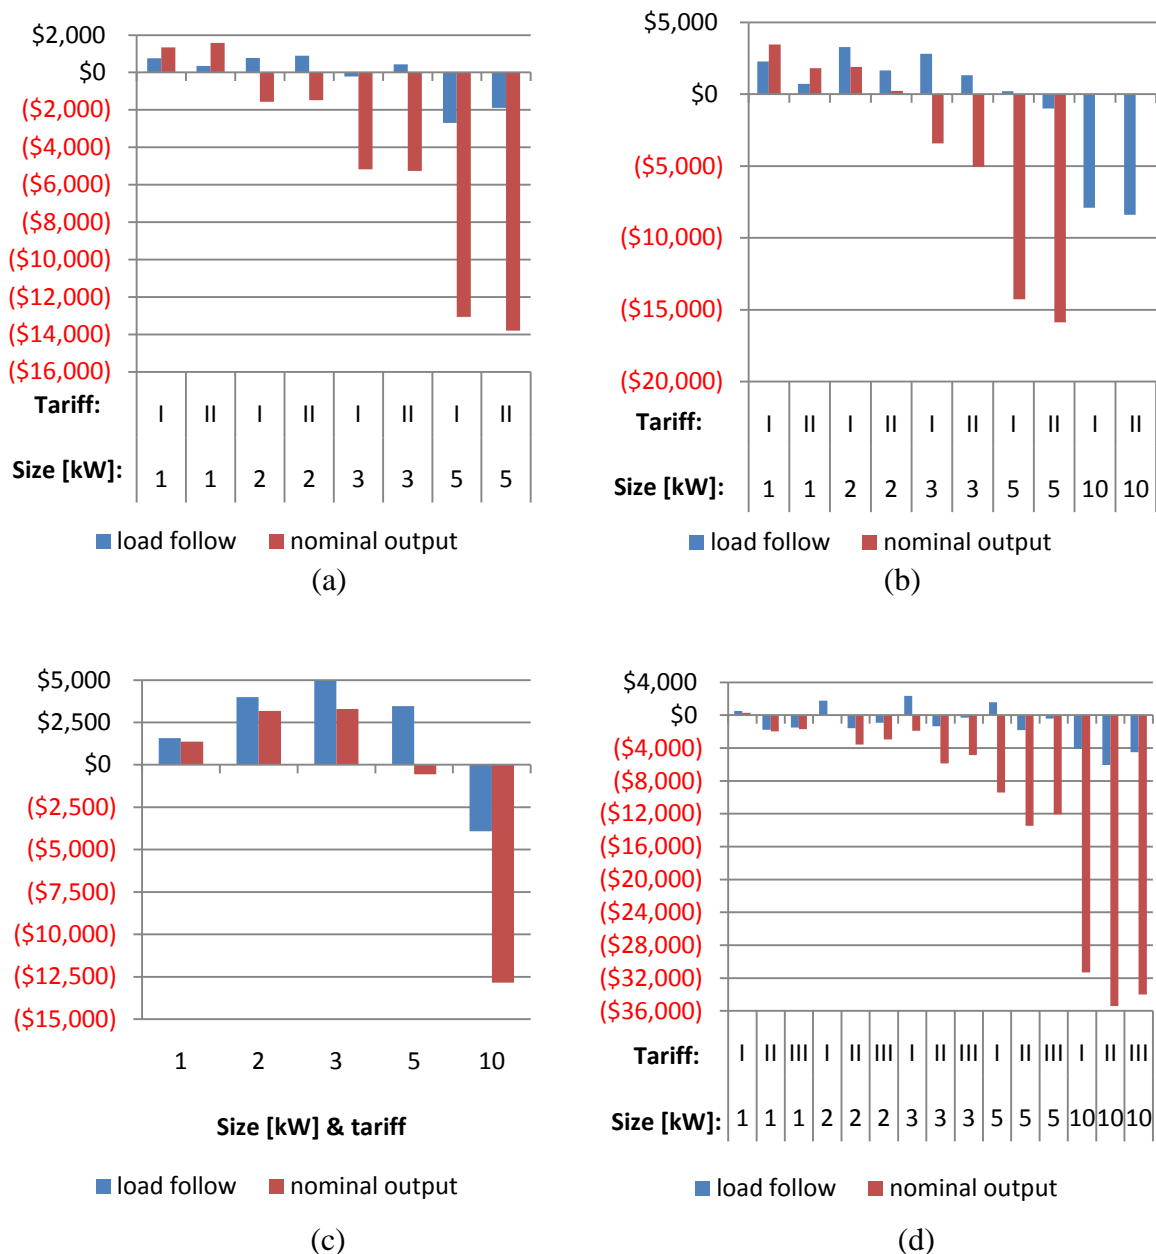 $2,000
$0
($2,000)
($4,000)
($6,000)
($8,000)
($10,000)
($12,000)
($14,000)
($16,000)
Tariff: I II I II I II I II
Size [kW]: 1 1 2 2 3 3 5 5
load follow nominal output
(a)
$5,000
$0
($5,000)
($10,000)
($15,000)
($20,000)
Tariff: I II I II I II I II I II
Size [kW]: 1 1 2 2 3 3 5 5 10 10
load follow nominal output
(b)
$5,000
$2,500
$0
($2,500)
($5,000)
($7,500)
($10,000)
($12,500)
($15,000)
1 2 3 5 10
Size [kW] & tariff
load follow nominal output
(c)
$4,000
$0
($4,000)
($8,000)
($12,000)
($16,000)
($20,000)
($24,000)
($28,000)
($32,000)
($36,000)
Tariff: I II III I II III I II III I II III I II III
Size [kW]: 1 1 1 2 2 2 3 3 3 5 5 5 10 10 10
load follow nominal output
(d)